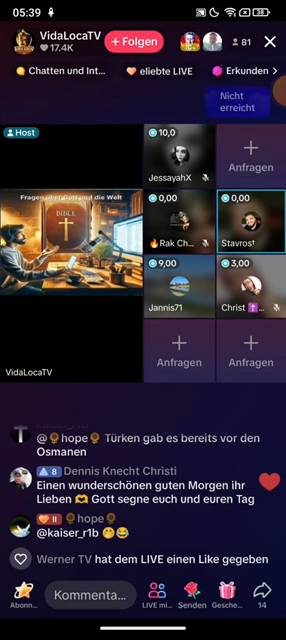 05:39
38
VidaLocaTV
17.4K
+ Folgen
81
Chatten und Int...
eliebte LIVE
Erkunden
Nicht
erreicht
Host
10,0
JessayahX
Anfragen
Fragen über Gott und die Welt
BIBLE
0,00
Rak Ch...
0,00
Stavros†
9,00
Jannis71
3,00
Christ ✝️...
VidaLocaTV
Anfragen
Anfragen
@🌻hope🌻 Türken gab es bereits vor den
Osmanen
8 Dennis Knecht Christi
Einen wunderschönen guten Morgen ihr
Lieben 🫶 Gott segne euch und euren Tag
II 🌻hope🌻
@kaiser_r1b 🤭😂
Werner TV hat dem LIVE einen Like gegeben
Abonn...
Kommenta...
LIVE mi...
Senden
Gesche...
14